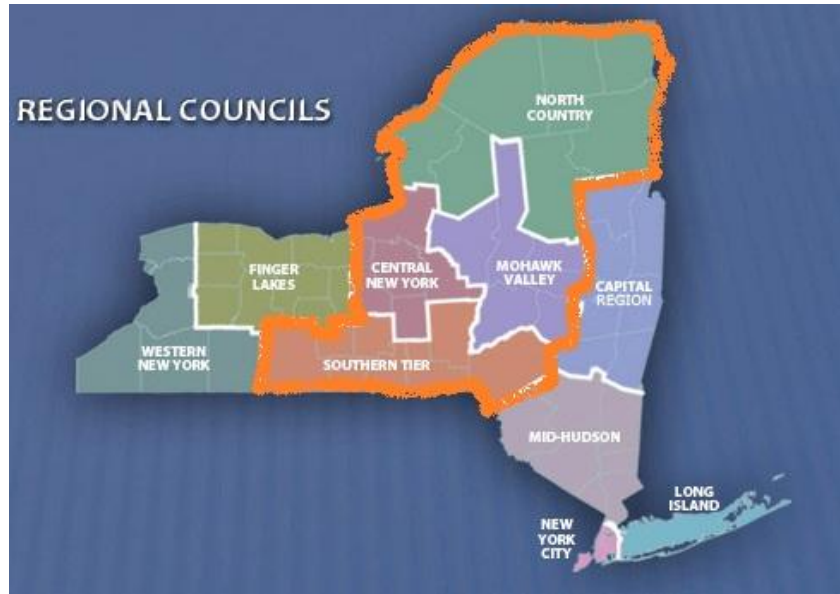 REGIONAL COUNCILS
NORTH
COUNTRY
FINGER
LAKES
CENTRAL
NEW YORK
MOHAWK
VALLEY
CAPITAL
REGION
WESTERN
NEW YORK
SOUTHERN TIER
MID-HUDSON
LONG
ISLAND
NEW
YORK
CITY